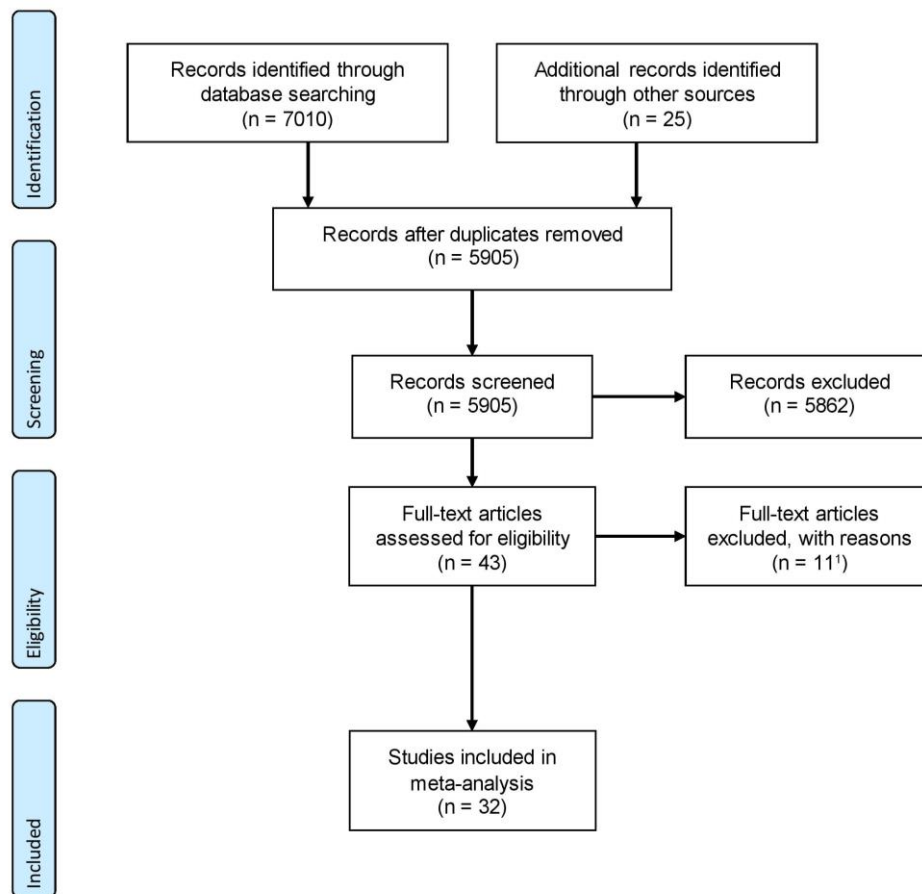 Identification
Records identified through
database searching
(n = 7010)
Additional records identified
through other sources
(n = 25)
Records after duplicates removed
(n = 5905)
Screening
Records screened
(n = 5905)
Records excluded
(n = 5862)
Eligibility
Full-text articles
assessed for eligibility
(n = 43)
Full-text articles
excluded, with reasons
(n = 11¹)
Included
Studies included in
meta-analysis
(n = 32)